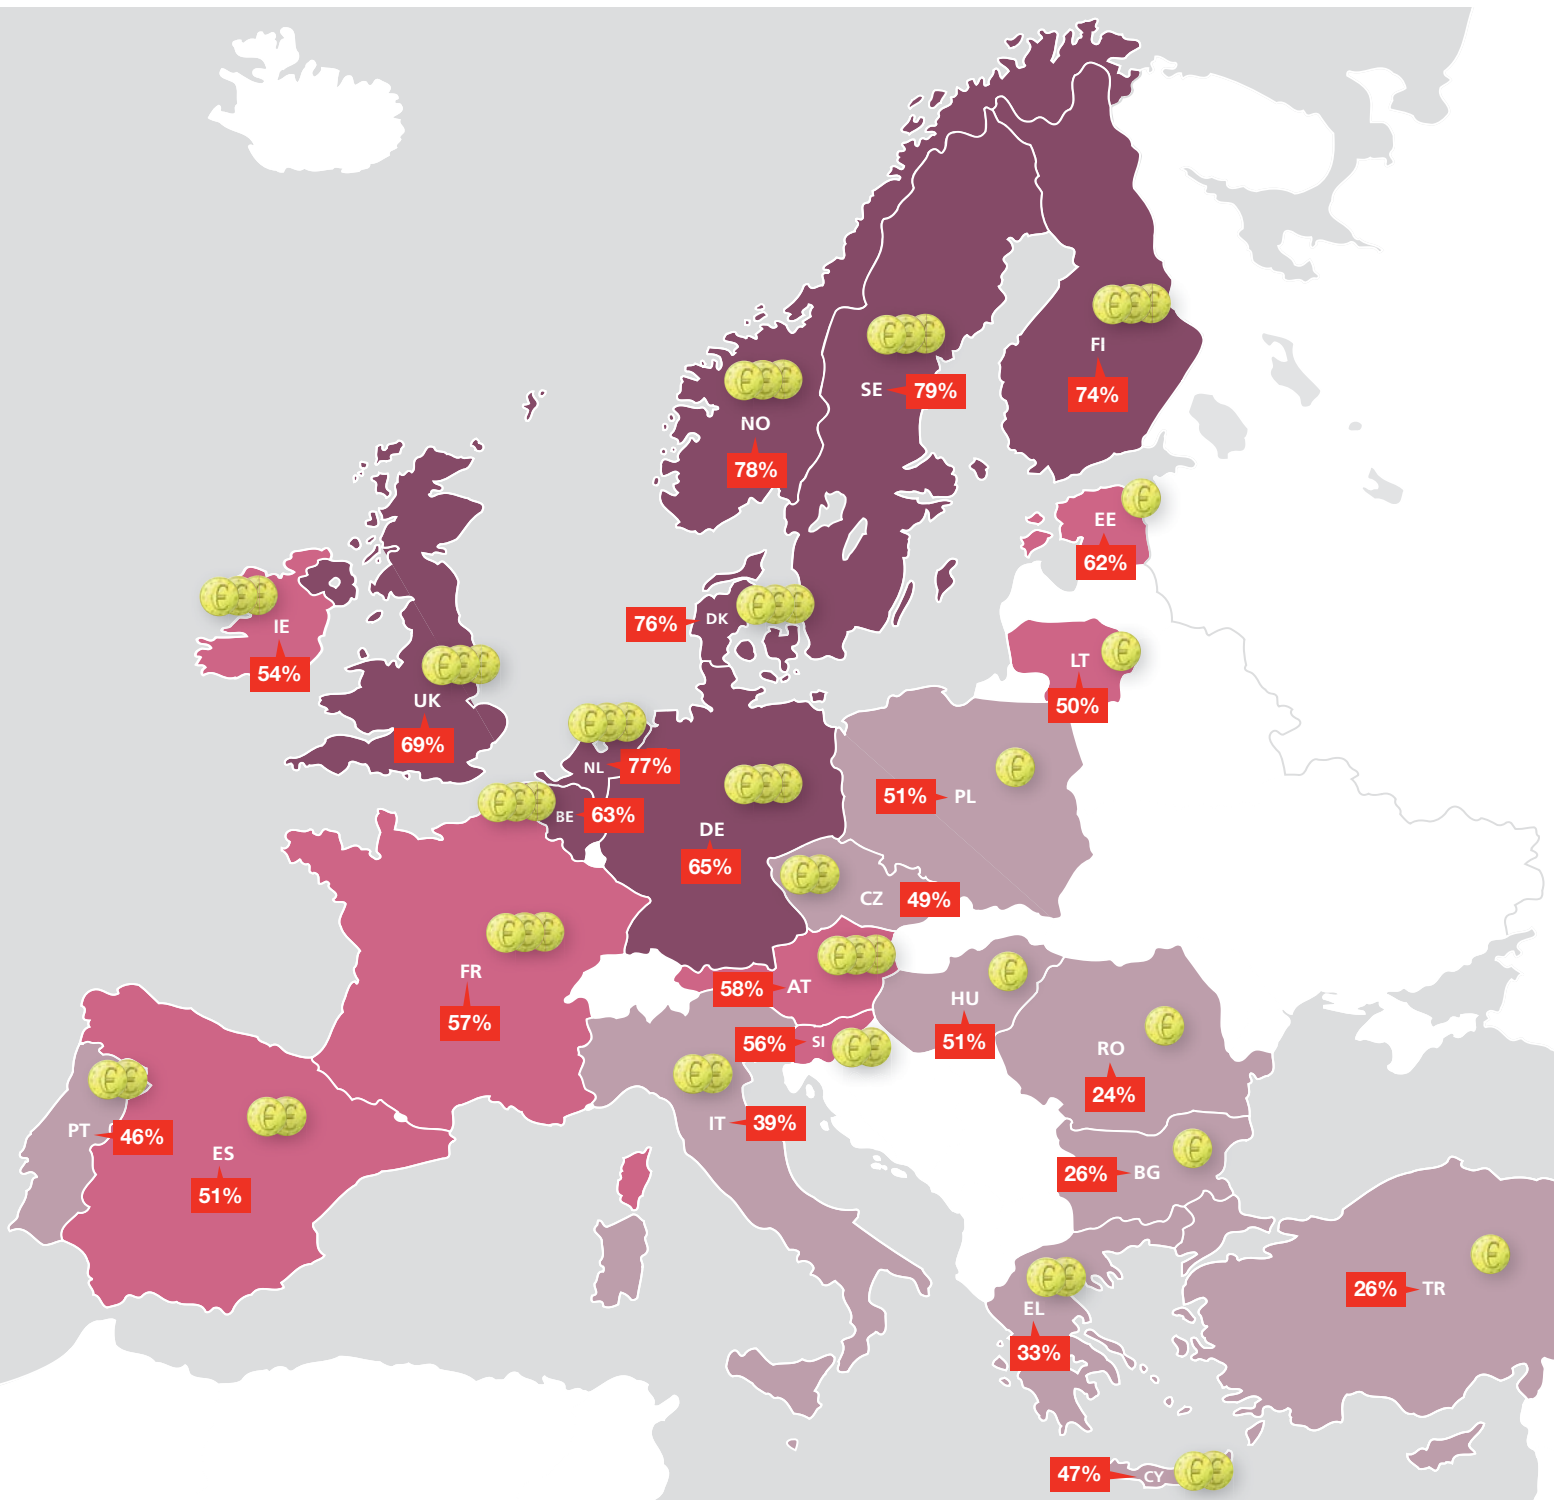 FI
74%
SE
79%
NO
78%
EE
62%
DK
76%
IE
54%
LT
50%
UK
69%
NL
77%
BE
63%
PL
51%
DE
65%
CZ
49%
FR
57%
AT
58%
HU
51%
SI
56%
RO
24%
IT
39%
PT
46%
ES
51%
BG
26%
TR
26%
EL
33%
CY
47%